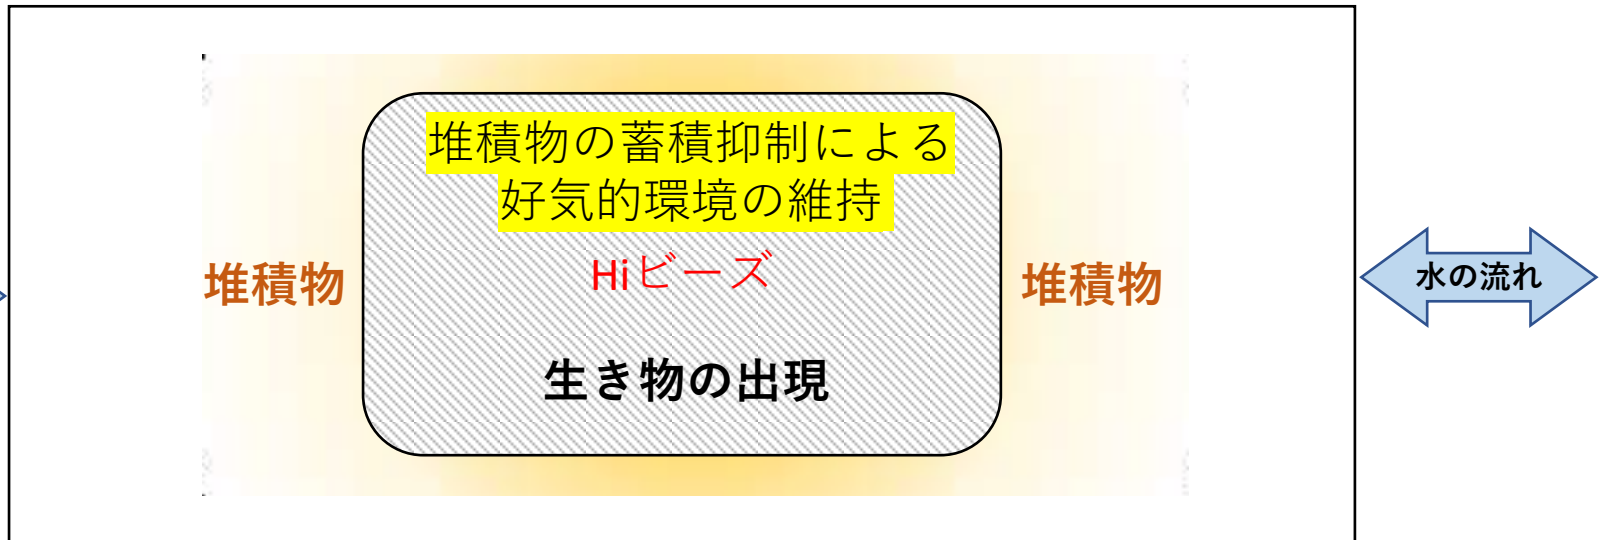 堆積物の蓄積抑制による
好気的環境の維持
Hiビーズ
堆積物
堆積物
水の流れ
生き物の出現